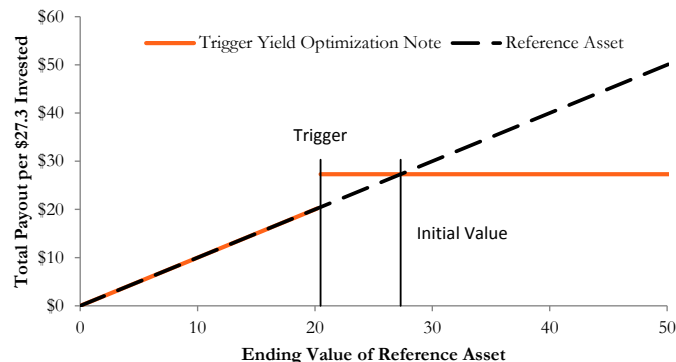 $60
Trigger Yield Optimization Note Reference Asset
$50
$40
Trigger
$30
$20
Initial Value
$10
$0
0 10 20 30 40 50
Total Payout per $27.3 Invested
Ending Value of Reference Asset